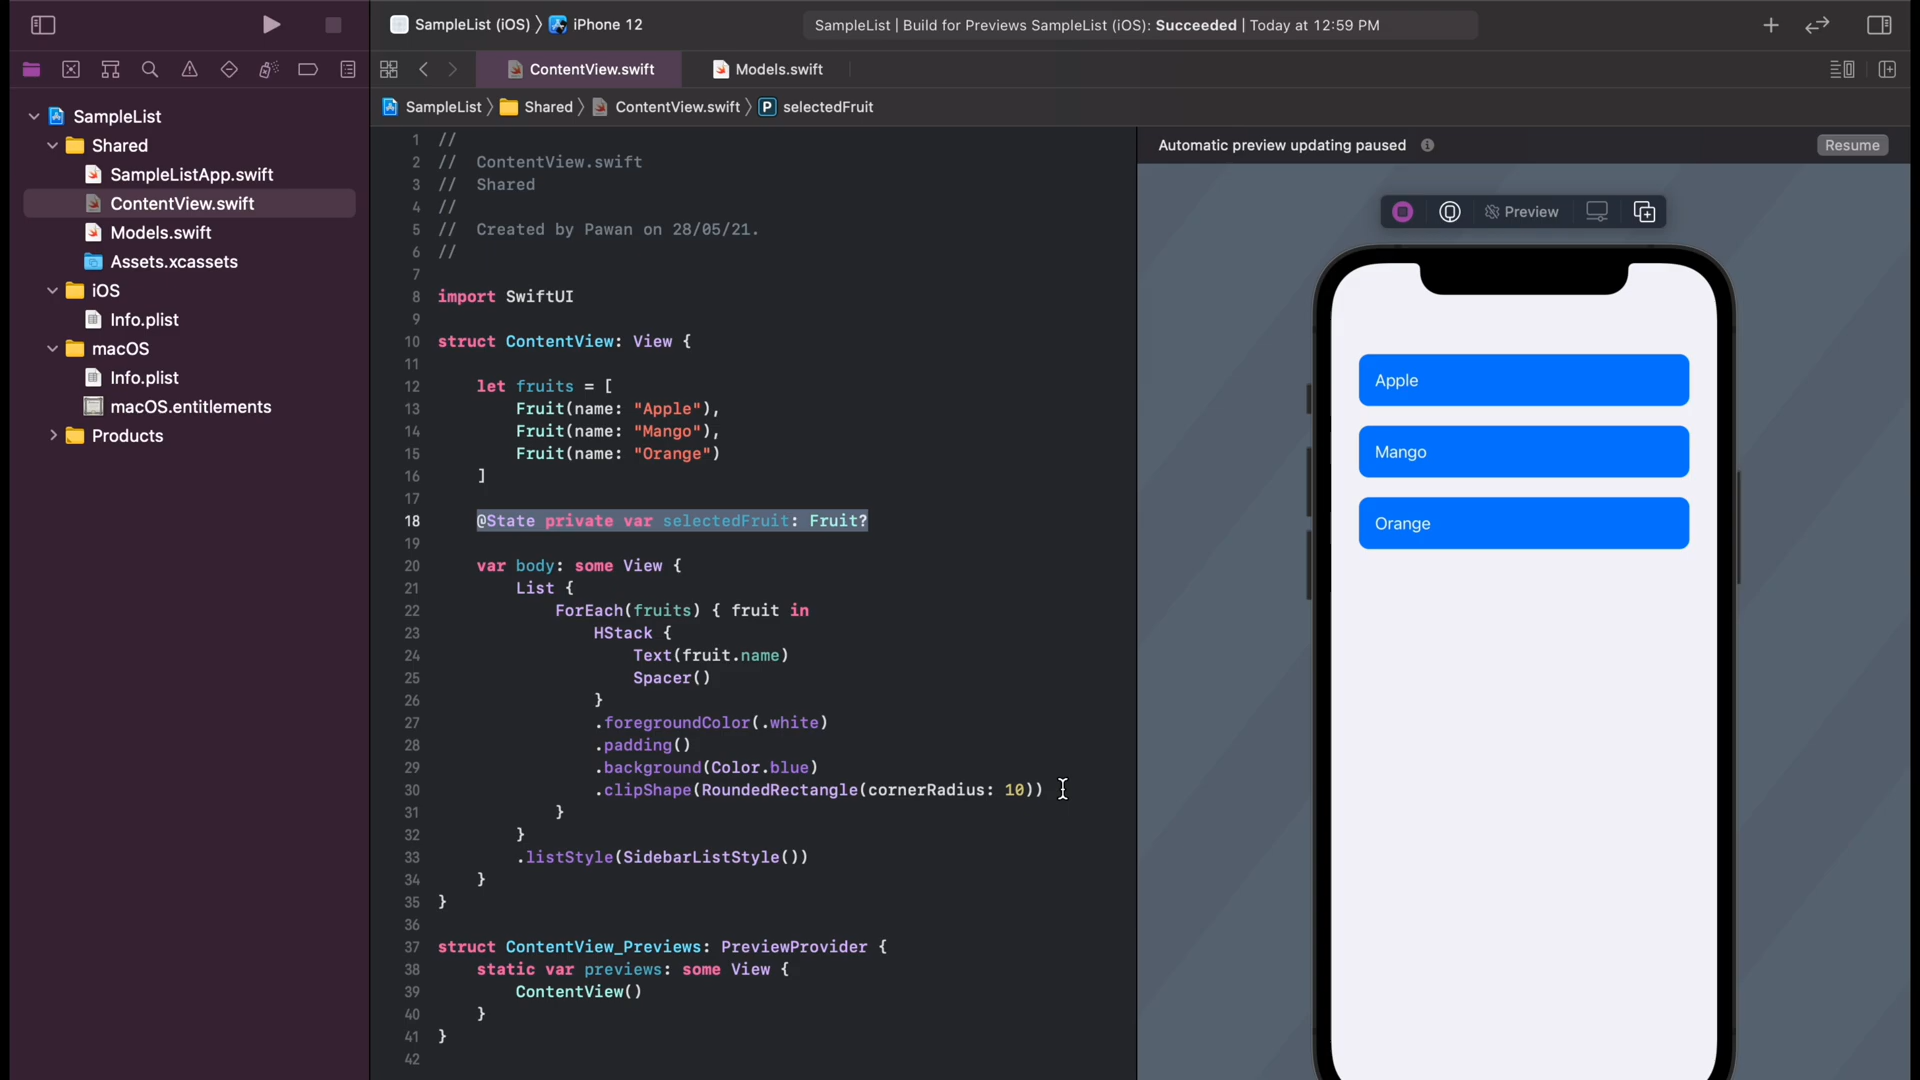 SampleList (iOS) 〉 iPhone 12
SampleList | Build for Previews SampleList (iOS): Succeeded | Today at 12:59 PM
ContentView.swift
Models.swift
SampleList 〉 Shared 〉 ContentView.swift 〉 P selectedFruit
SampleList
Shared
SampleListApp.swift
ContentView.swift
Models.swift
Assets.xcassets
iOS
Info.plist
macOS
Info.plist
macOS.entitlements
Products
1 //
2 //  ContentView.swift
3 //  Shared
4 //
5 //  Created by Pawan on 28/05/21.
6 //
7
8 import SwiftUI
9
10 struct ContentView: View {
11
12     let fruits = [
13         Fruit(name: "Apple"),
14         Fruit(name: "Mango"),
15         Fruit(name: "Orange")
16     ]
17
18     @State private var selectedFruit: Fruit?
19
20     var body: some View {
21         List {
22             ForEach(fruits) { fruit in
23                 HStack {
24                     Text(fruit.name)
25                     Spacer()
26                 }
27                 .foregroundColor(.white)
28                 .padding()
29                 .background(Color.blue)
30                 .clipShape(RoundedRectangle(cornerRadius: 10))
31             }
32         }
33         .listStyle(SidebarListStyle())
34     }
35 }
36
37 struct ContentView_Previews: PreviewProvider {
38     static var previews: some View {
39         ContentView()
40     }
41 }
42
Automatic preview updating paused
Resume
Preview
Apple
Mango
Orange